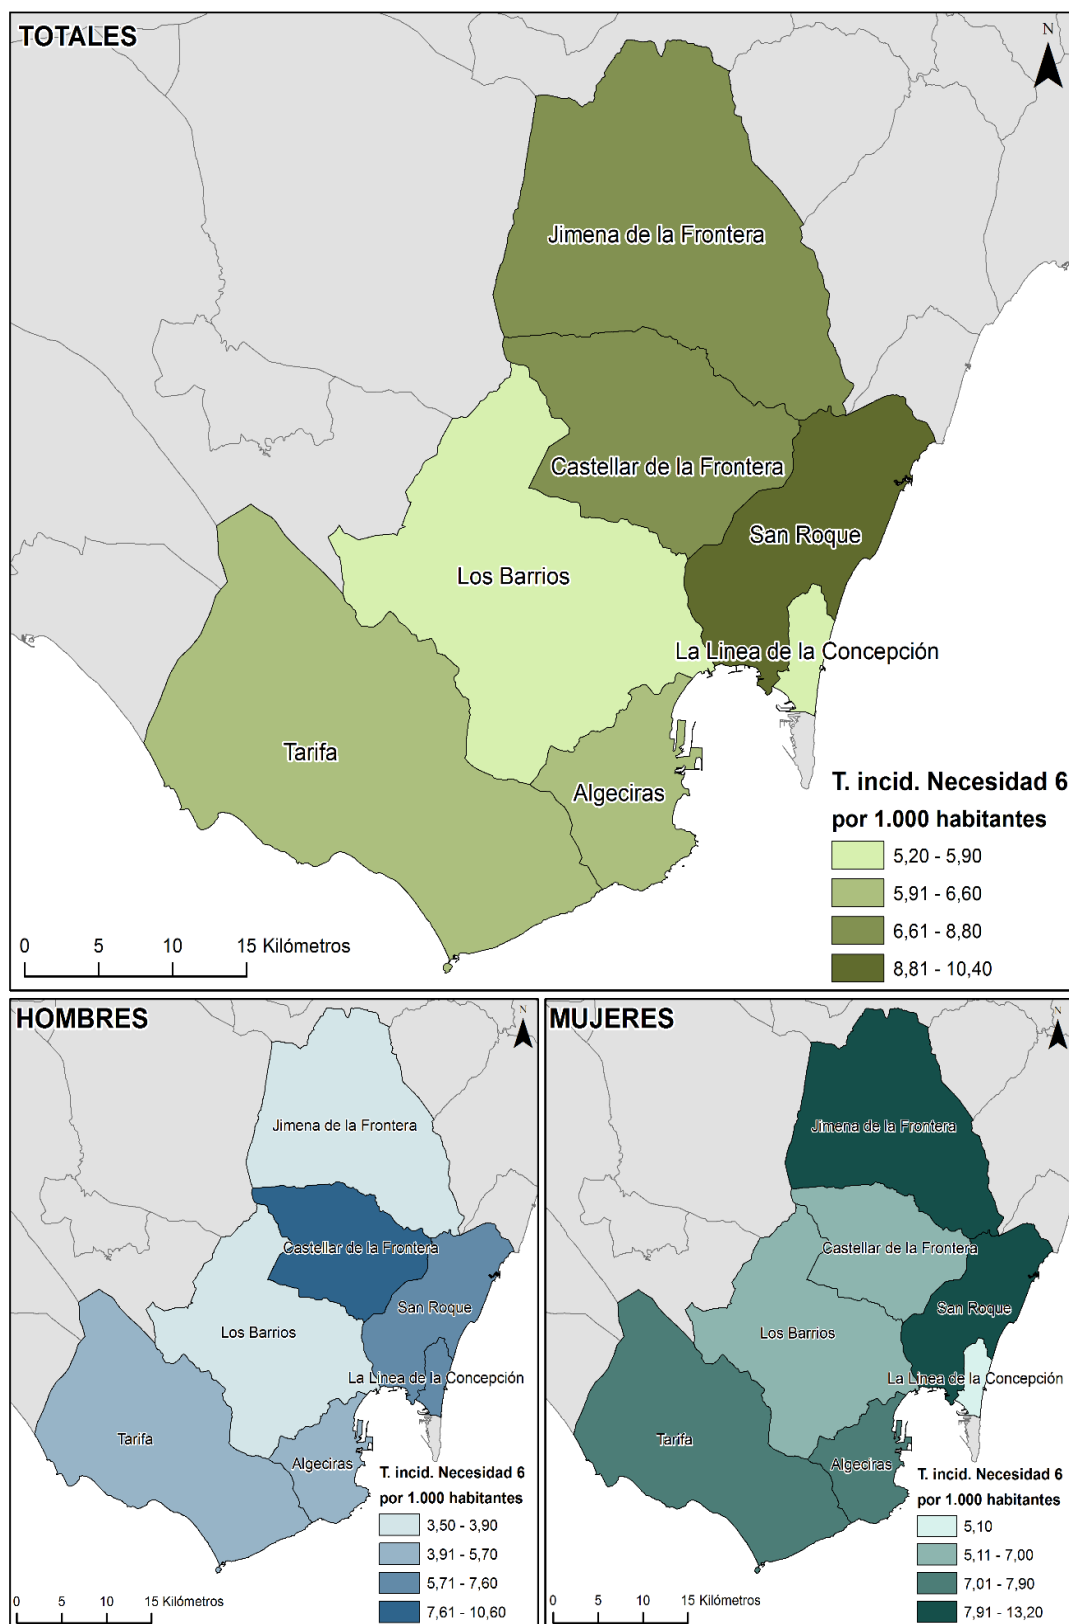 TOTALES
N
Jimena de la Frontera
Castellar de la Frontera
San Roque
Los Barrios
La Linea de la Concepción
Tarifa
Algeciras
T. incid. Necesidad 6
por 1.000 habitantes
5,20 - 5,90
5,91 - 6,60
6,61 - 8,80
8,81 - 10,40
0 5 10 15 Kilómetros
HOMBRES
N
Jimena de la Frontera
Castellar de la Frontera
San Roque
Los Barrios
La Linea de la Concepción
Tarifa
Algeciras
T. incid. Necesidad 6
por 1.000 habitantes
3,50 - 3,90
3,91 - 5,70
5,71 - 7,60
7,61 - 10,60
0 5 10 15 Kilómetros
MUJERES
N
Jimena de la Frontera
Castellar de la Frontera
San Roque
Los Barrios
La Linea de la Concepción
Tarifa
Algeciras
T. incid. Necesidad 6
por 1.000 habitantes
5,10
5,11 - 7,00
7,01 - 7,90
7,91 - 13,20
0 5 10 15 Kilómetros